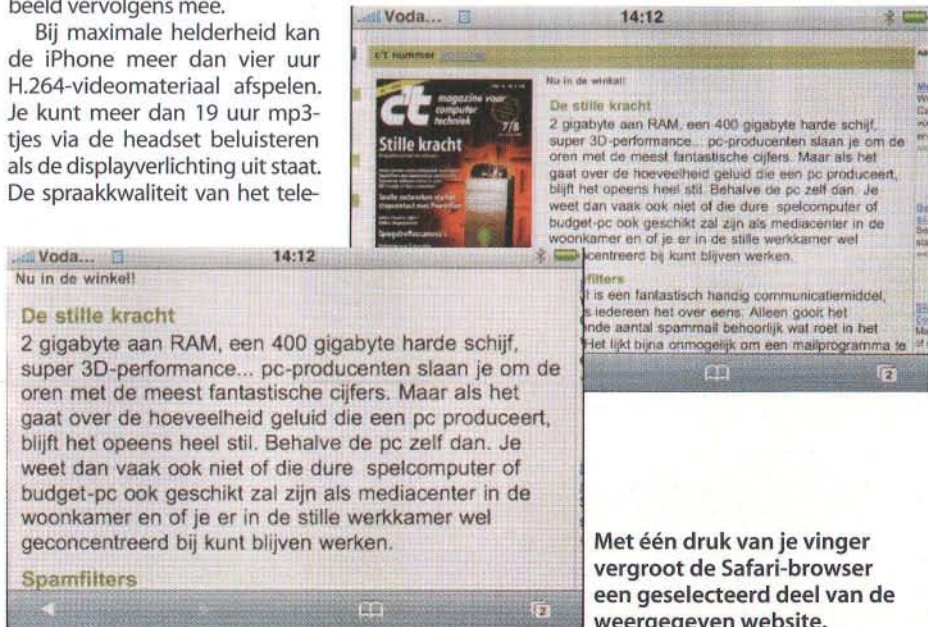 beeld vervolgens mee.
Bij maximale helderheid kan
de iPhone meer dan vier uur
H.264-videomateriaal afspelen.
Je kunt meer dan 19 uur mp3-
tjes via de headset beluisteren
als de displayverlichting uit staat.
De spraakkwaliteit van het tele-
Voda... 14:12
c't nummer
Nu in de winkel!
c't magazine voor
computer
techniek
7/8
Stille kracht
De stille kracht
2 gigabyte aan RAM, een 400 gigabyte harde schijf,
super 3D-performance... pc-producenten slaan je om de
oren met de meest fantastische cijfers. Maar als het
gaat over de hoeveelheid geluid die een pc produceert,
blijft het opeens heel stil. Behalve de pc zelf dan. Je
weet dan vaak ook niet of die dure spelcomputer of
budget-pc ook geschikt zal zijn als mediacenter in de
woonkamer en of je er in de stille werkkamer wel
ncentreerd bij kunt blijven werken.
filters
l is een fantastisch handig communicatiemiddel,
s iedereen het over eens. Alleen gooit het
nde aantal spammail behoorlijk wat roet in het
Het lijkt bijna onmogelijk om een mailprogramma te
2
Voda... 14:12
Nu in de winkel!
De stille kracht
2 gigabyte aan RAM, een 400 gigabyte harde schijf,
super 3D-performance... pc-producenten slaan je om de
oren met de meest fantastische cijfers. Maar als het
gaat over de hoeveelheid geluid die een pc produceert,
blijft het opeens heel stil. Behalve de pc zelf dan. Je
weet dan vaak ook niet of die dure spelcomputer of
budget-pc ook geschikt zal zijn als mediacenter in de
woonkamer en of je er in de stille werkkamer wel
geconcentreerd bij kunt blijven werken.
Spamfilters
2
Met één druk van je vinger
vergroot de Safari-browser
een geselecteerd deel van de
weergegeven website.